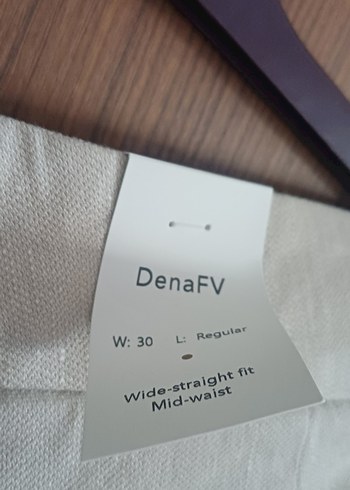 DenaFV
W: 30 L: Regular
Wide-straight fit
Mid-waist